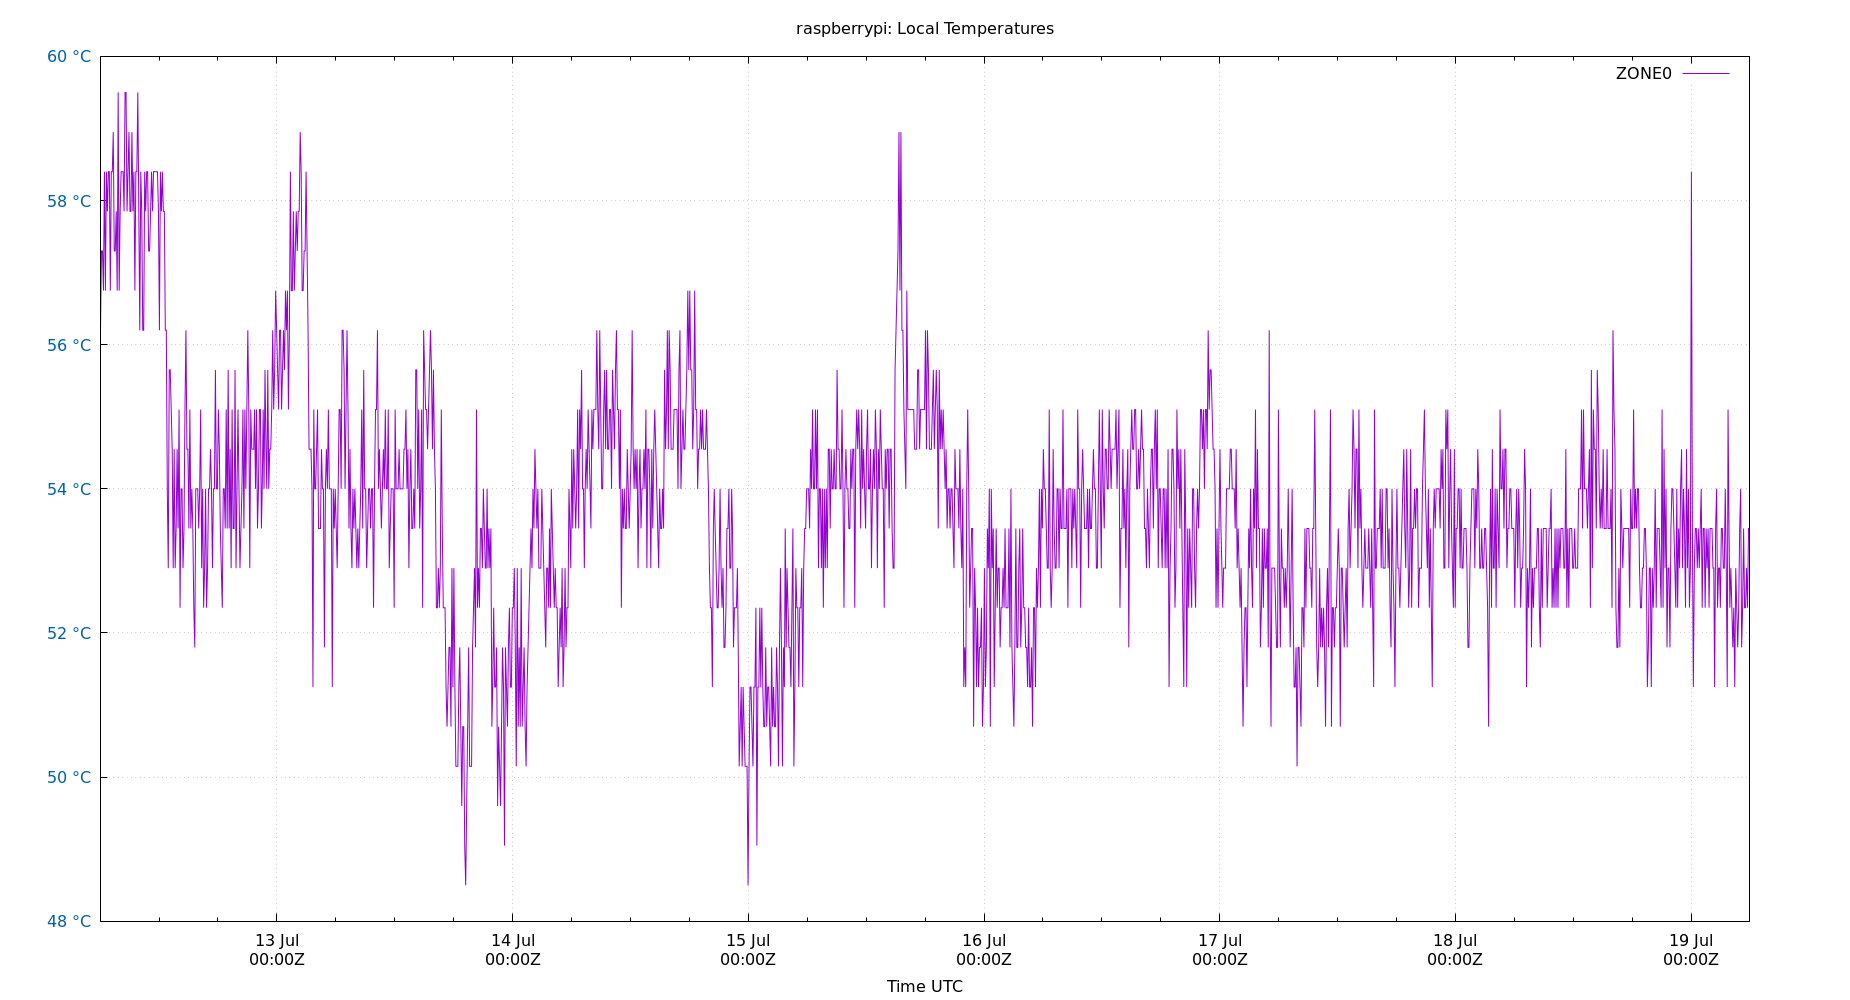 raspberrypi: Local Temperatures
60 °C
ZONE0
58 °C
56 °C
54 °C
52 °C
50 °C
48 °C
13 Jul 14 Jul 15 Jul 16 Jul 17 Jul 18 Jul 19 Jul
00:00Z 00:00Z 00:00Z 00:00Z 00:00Z 00:00Z 00:00Z
Time UTC